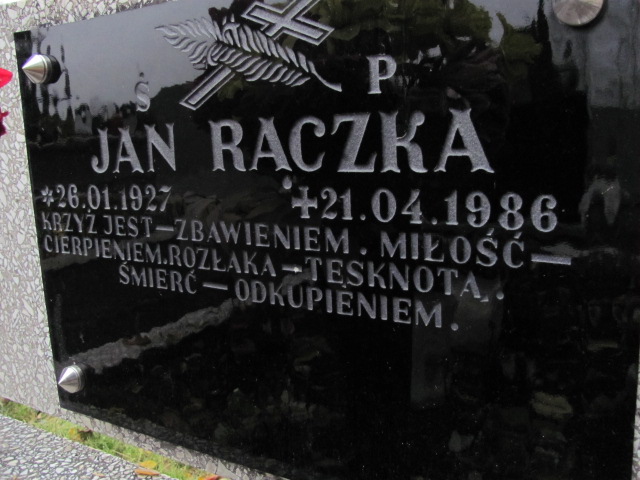 Ś P
JAN RĄCZKA
*26.01.1927 +21.04.1986
KRZYŻ JEST-ZBAWIENIEM. MIŁOŚĆ-
CIERPIENIEM. ROZŁĄKA-TĘSKNOTĄ.
ŚMIERĆ-ODKUPIENIEM.